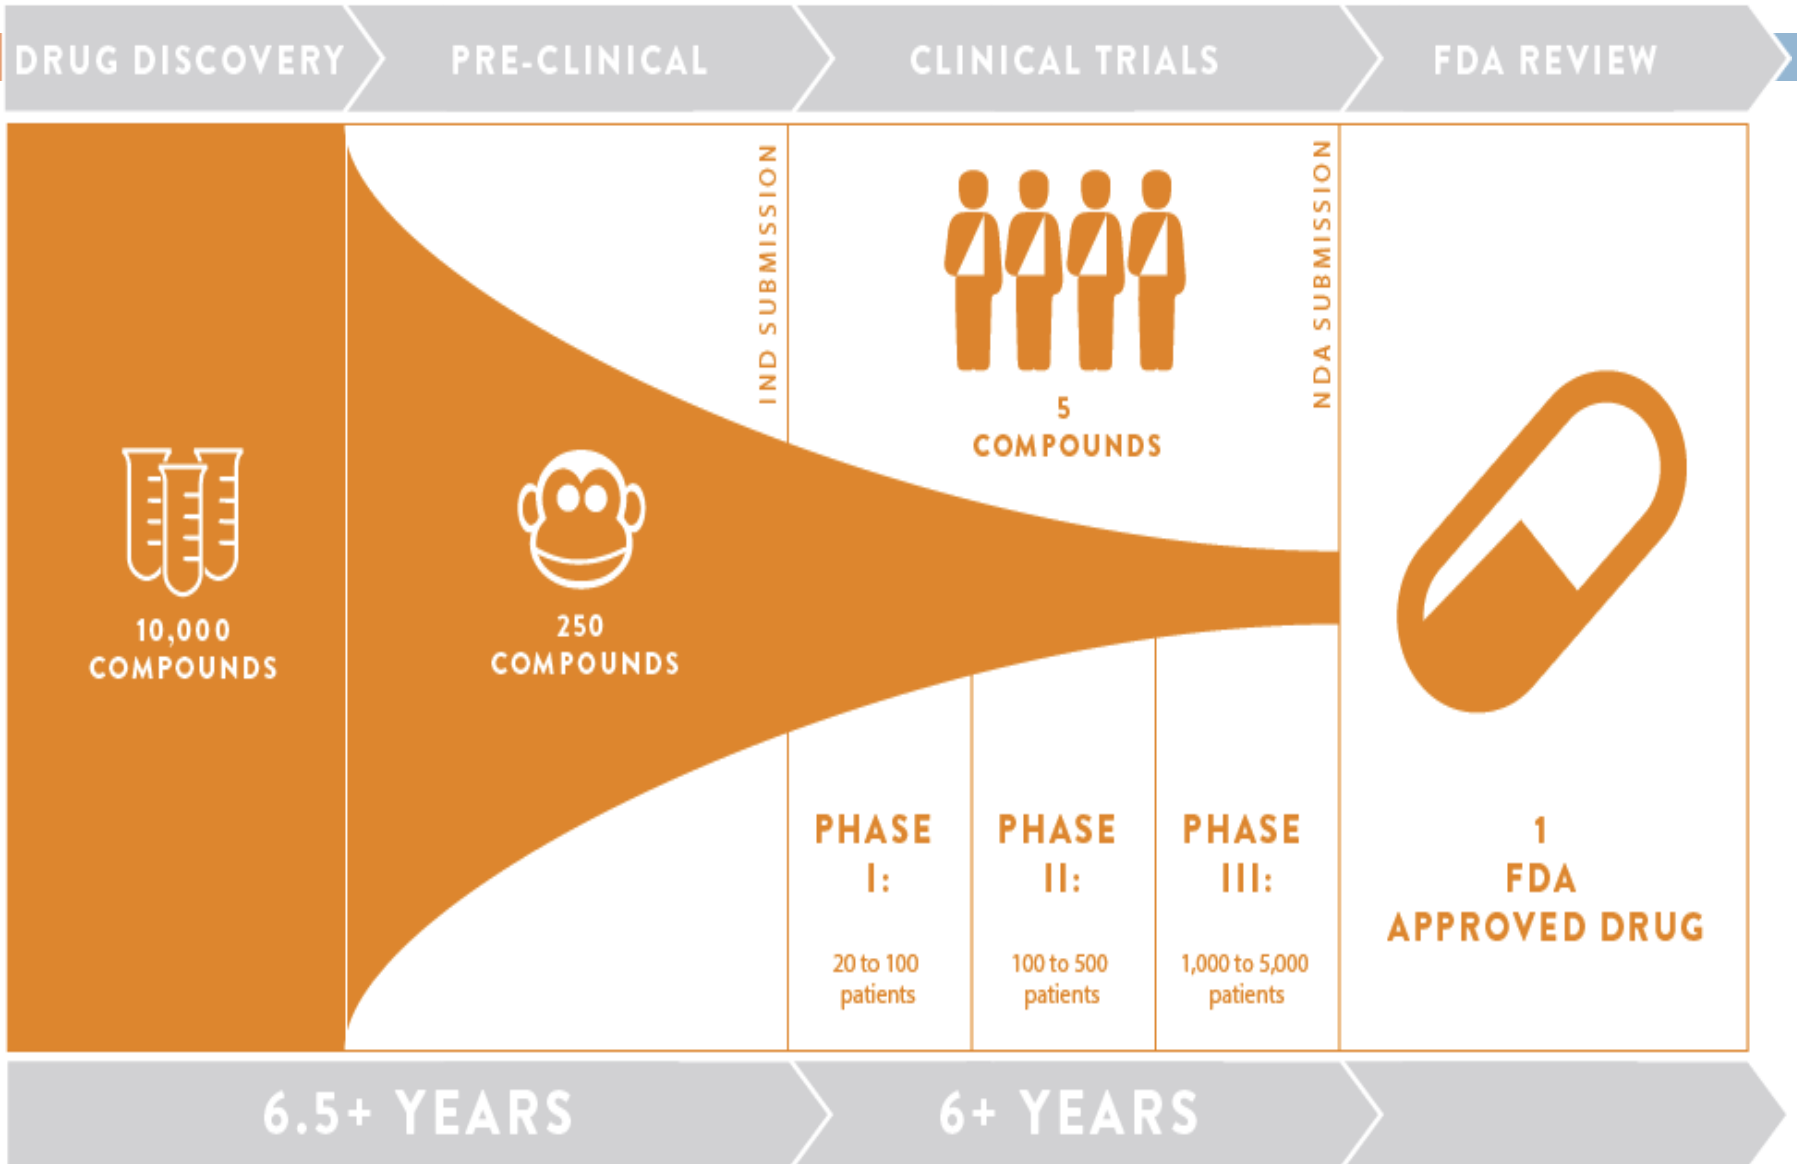 DRUG DISCOVERY
PRE-CLINICAL
CLINICAL TRIALS
FDA REVIEW
IND SUBMISSION
NDA SUBMISSION
10,000
COMPOUNDS
250
COMPOUNDS
5
COMPOUNDS
PHASE
I:
20 to 100
patients
PHASE
II:
100 to 500
patients
PHASE
III:
1,000 to 5,000
patients
1
FDA
APPROVED DRUG
6.5+ YEARS
6+ YEARS